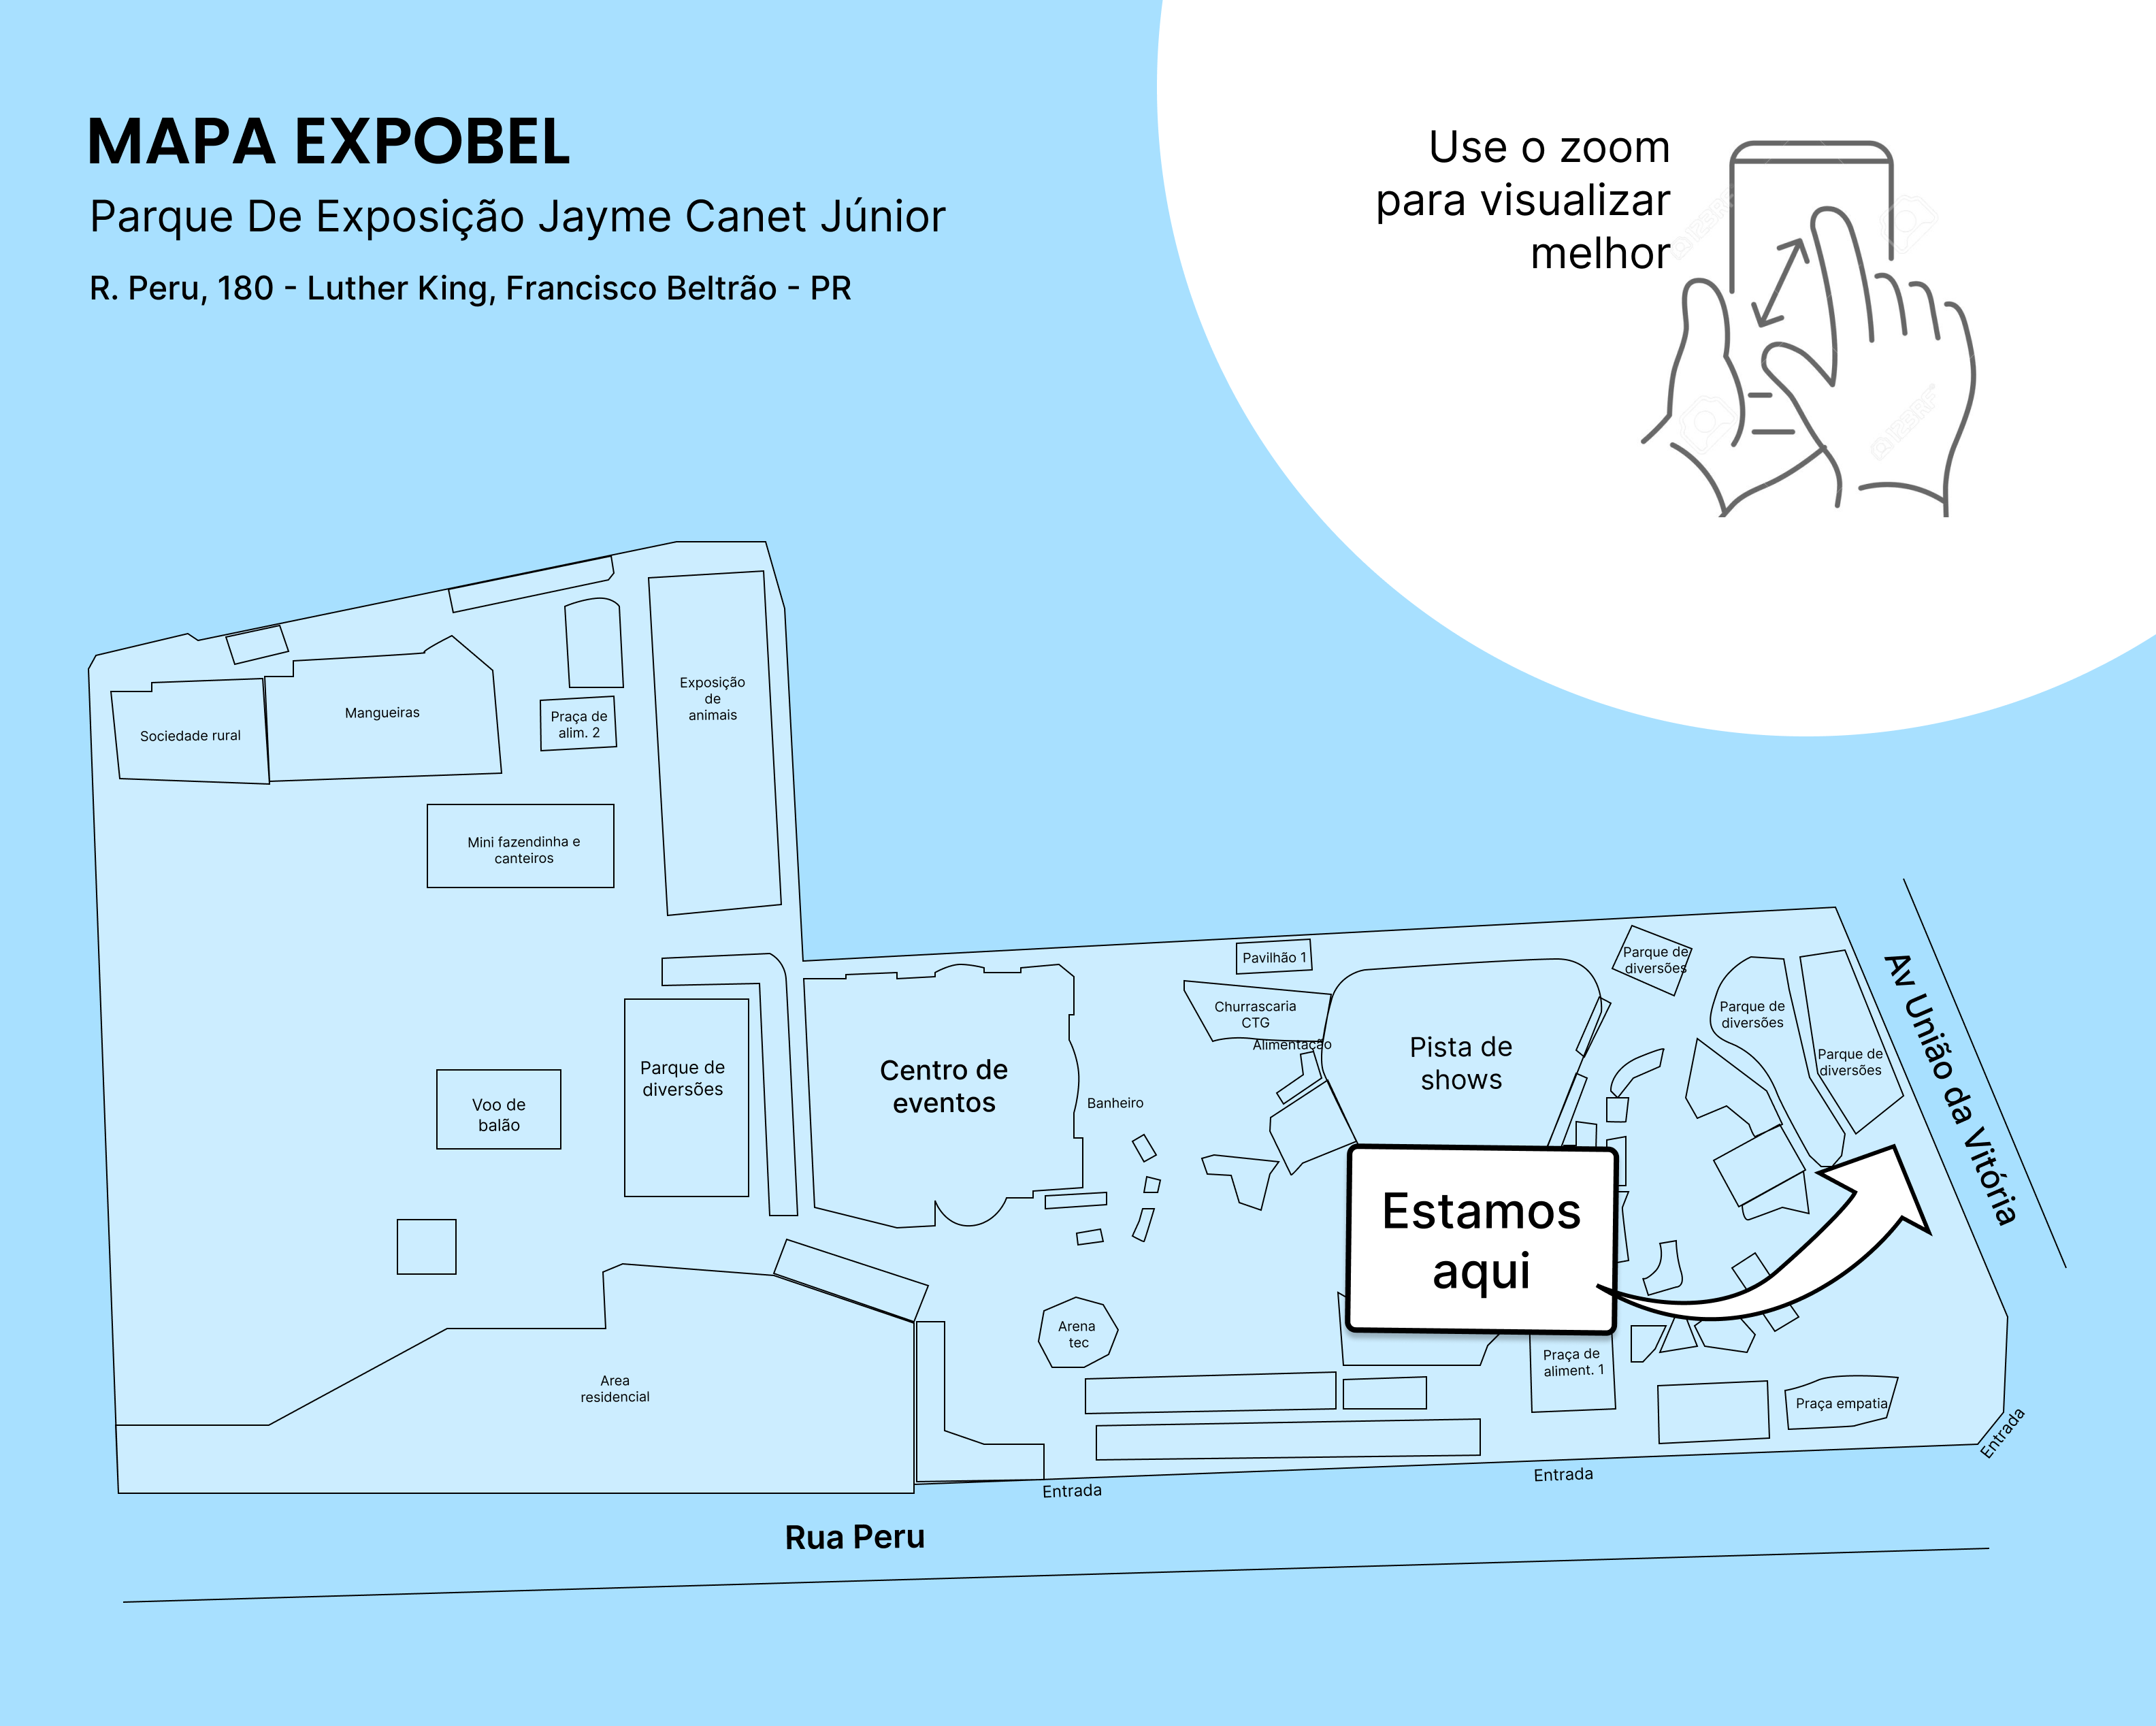 MAPA EXPOBEL
Parque De Exposição Jayme Canet Júnior
R. Peru, 180 - Luther King, Francisco Beltrão - PR
Use o zoom
para visualizar
melhor
Sociedade rural
Mangueiras
Praça de
alim. 2
Exposição
de
animais
Mini fazendinha e
canteiros
Voo de
balão
Parque de
diversões
Centro de
eventos
Banheiro
Pavilhão 1
Churrascaria
CTG
Alimentação
Pista de
shows
Parque de
diversões
Parque de
diversões
Parque de
diversões
Av União da Vitória
Estamos
aqui
Arena
tec
Area
residencial
Praça de
aliment. 1
Praça empatia
Entrada
Entrada
Entrada
Rua Peru
123RF
123RF